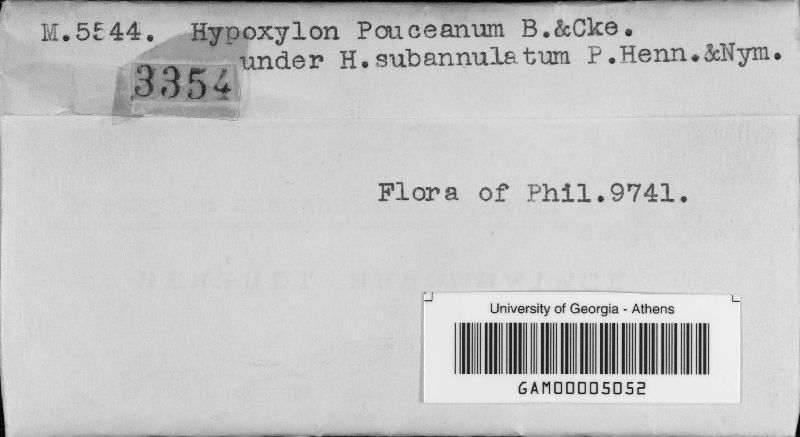 M.5544. Hypoxylon Pouceanum B.&Cke.
under H.subannulatum P.Henn.&Nym.
3354
Flora of Phil.9741.
University of Georgia - Athens
GAM00005052